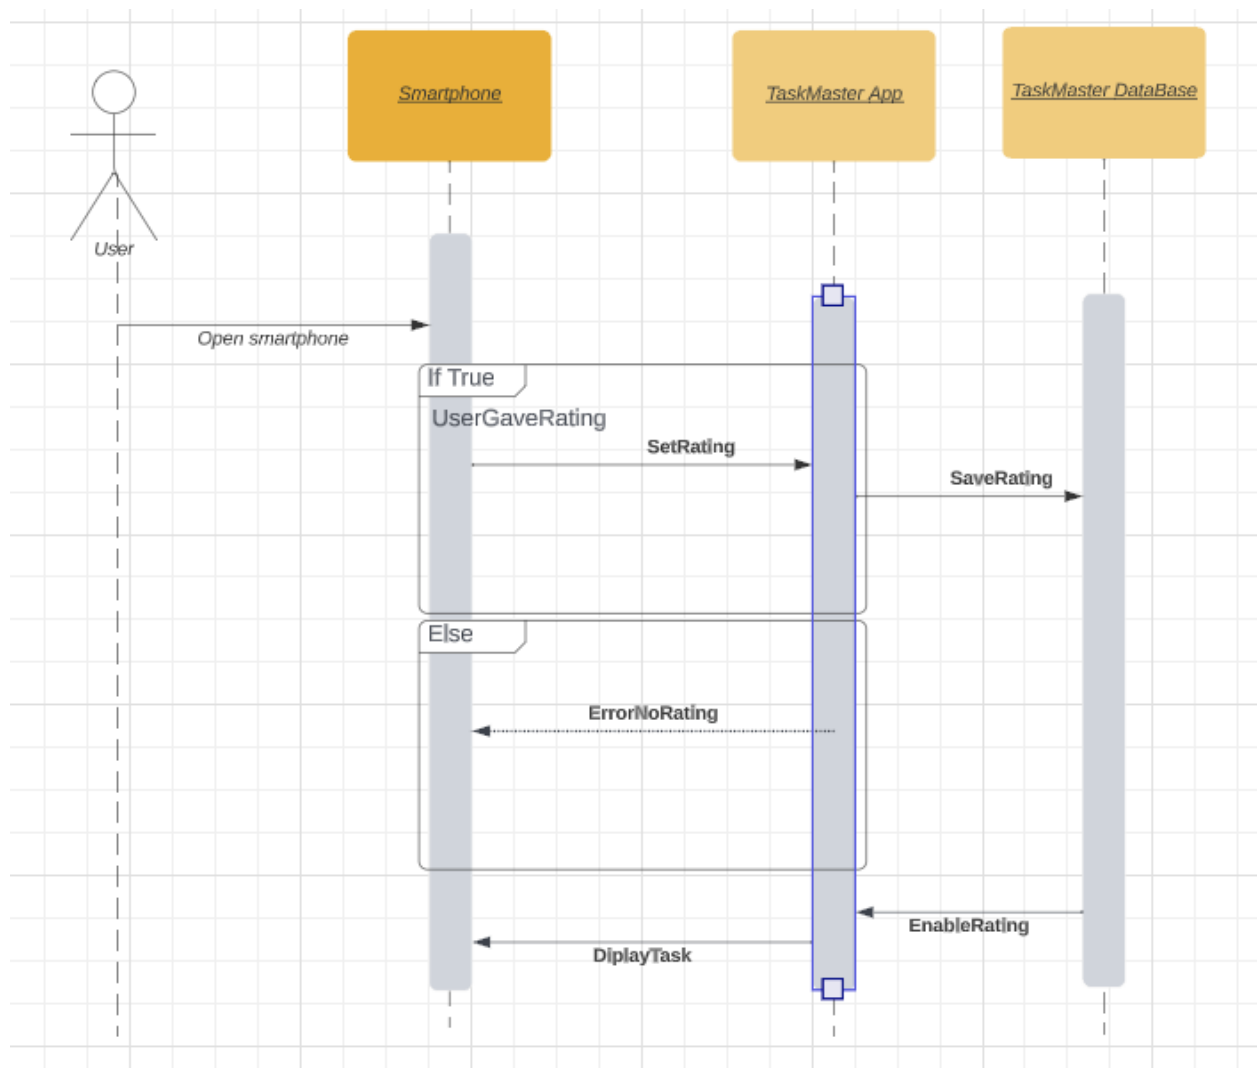 Smartphone
TaskMaster App
TaskMaster DataBase
User
Open smartphone
If True
UserGaveRating
SetRating
SaveRating
Else
ErrorNoRating
EnableRating
DiplayTask